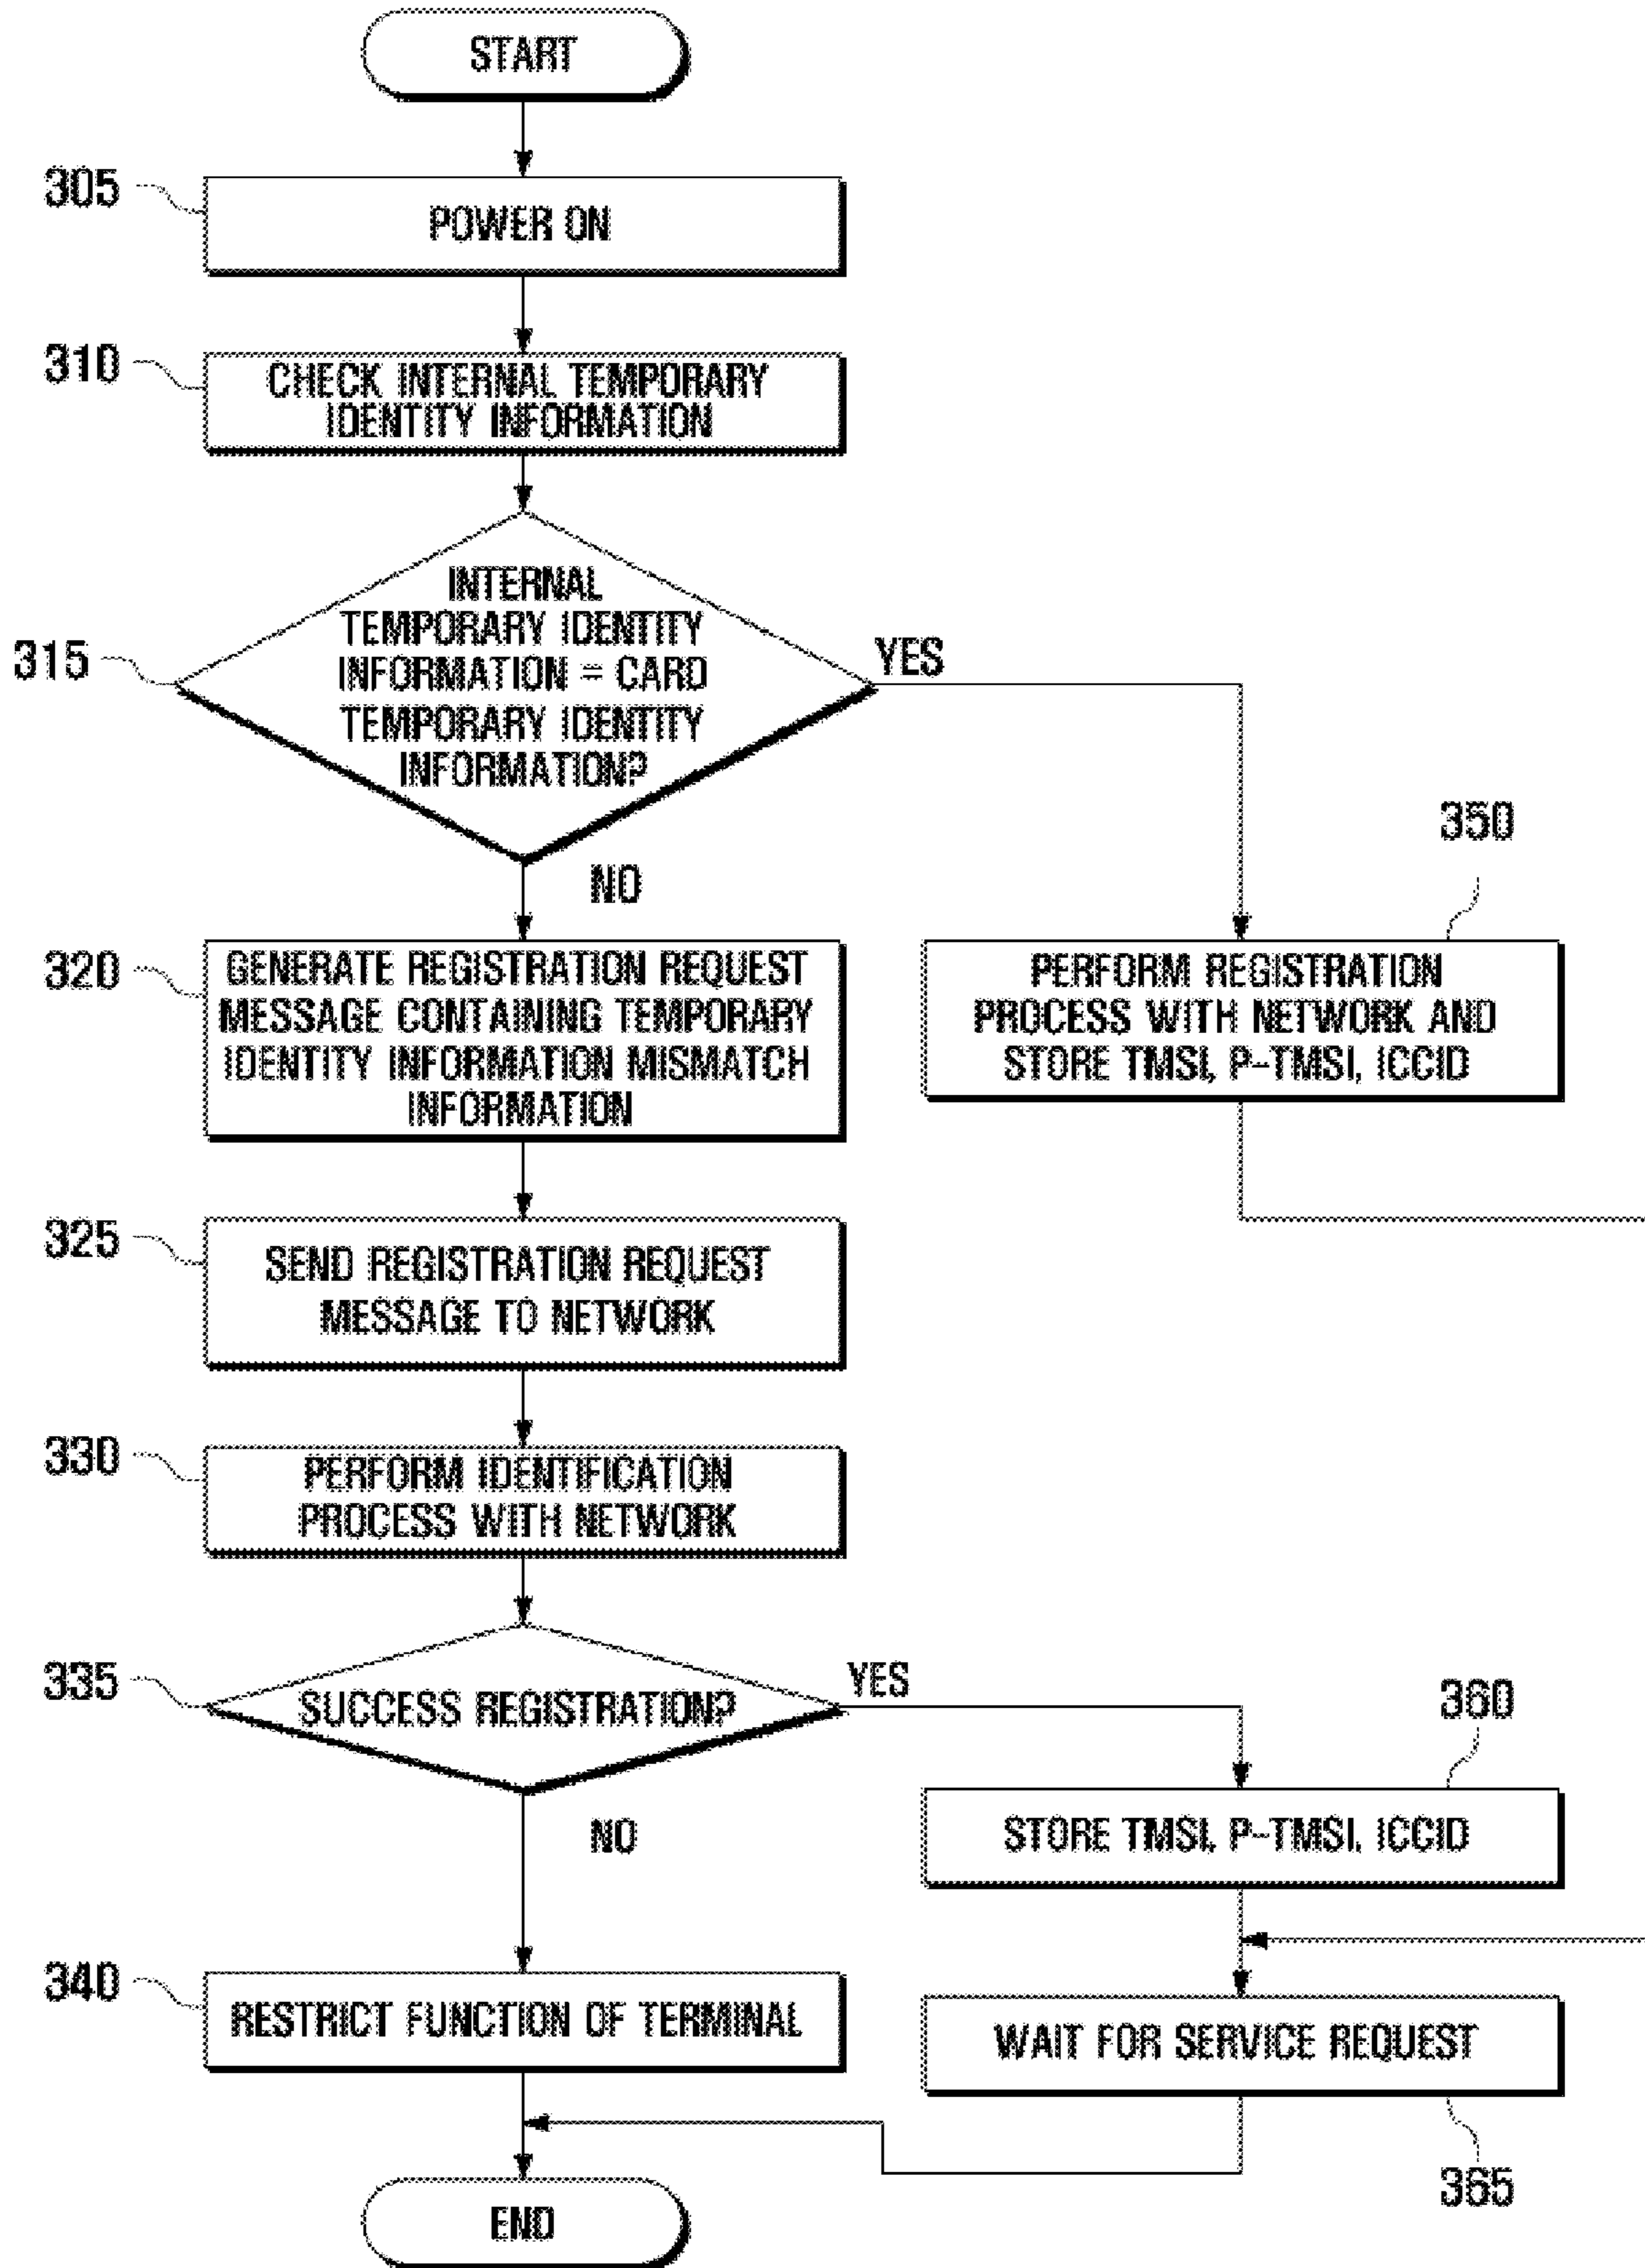 START
305
POWER ON
310
CHECK INTERNAL TEMPORARY
IDENTITY INFORMATION
315
INTERNAL
TEMPORARY IDENTITY
INFORMATION = CARD
TEMPORARY IDENTITY
INFORMATION?
YES
NO
350
PERFORM REGISTRATION
PROCESS WITH NETWORK AND
STORE TMSI, P-TMSI, ICCID
320
GENERATE REGISTRATION REQUEST
MESSAGE CONTAINING TEMPORARY
IDENTITY INFORMATION MISMATCH
INFORMATION
325
SEND REGISTRATION REQUEST
MESSAGE TO NETWORK
330
PERFORM IDENTIFICATION
PROCESS WITH NETWORK
335
SUCCESS REGISTRATION?
YES
NO
360
STORE TMSI, P-TMSI, ICCID
340
RESTRICT FUNCTION OF TERMINAL
WAIT FOR SERVICE REQUEST
365
END